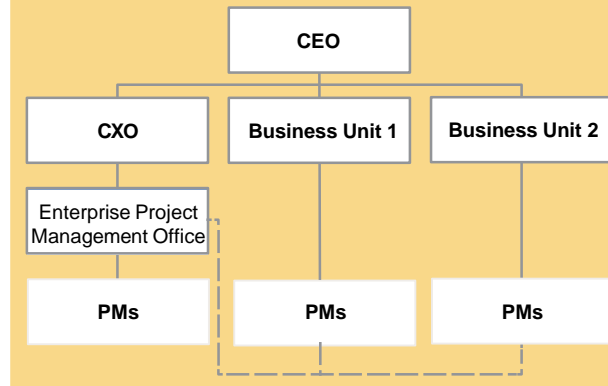 CEO
CXO
Business Unit 1
Business Unit 2
Enterprise Project
Management Office
PMs
PMs
PMs